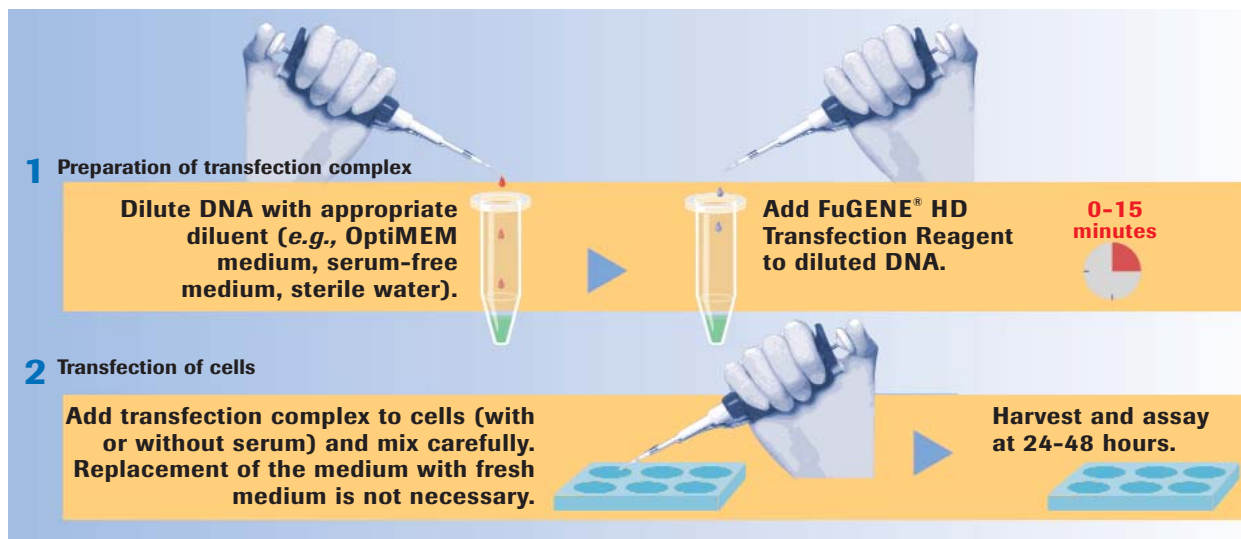 1 Preparation of transfection complex
Dilute DNA with appropriate
diluent (e.g., OptiMEM
medium, serum-free
medium, sterile water).
Add FuGENE® HD
Transfection Reagent
to diluted DNA.
0-15
minutes
2 Transfection of cells
Add transfection complex to cells (with
or without serum) and mix carefully.
Replacement of the medium with fresh
medium is not necessary.
Harvest and assay
at 24-48 hours.